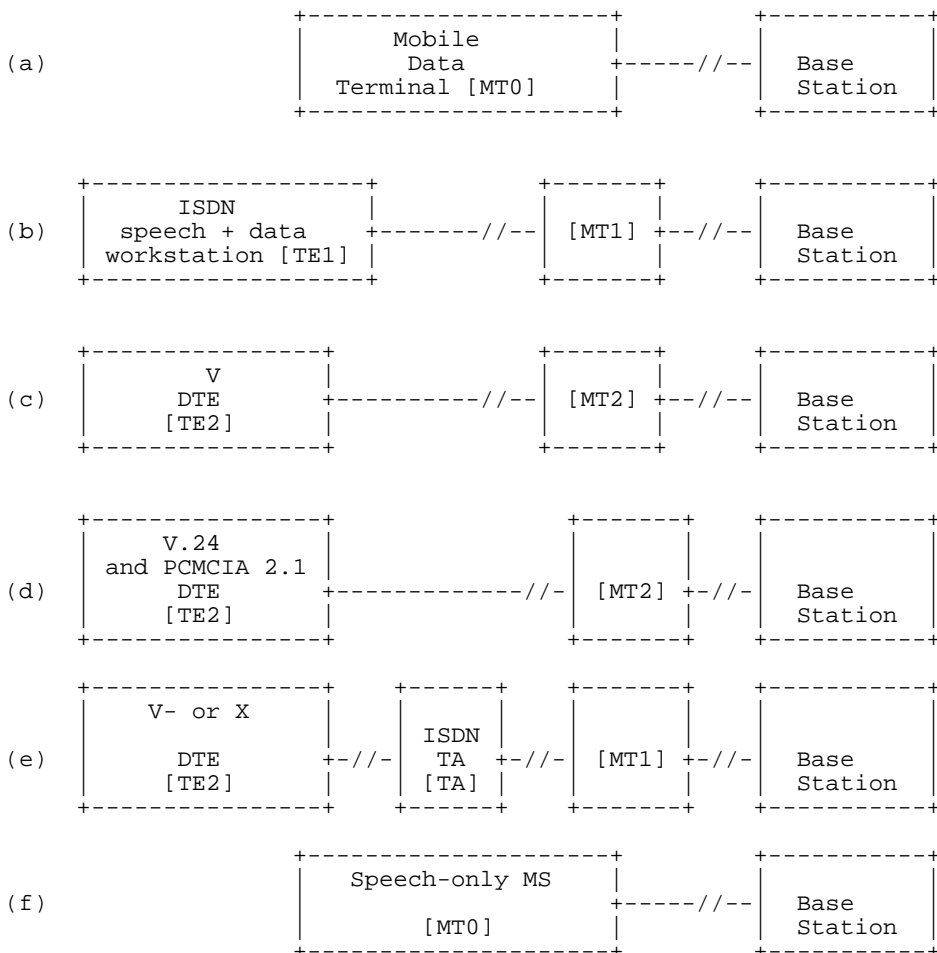 Mobile
(a) Data Base
Terminal [MT0] Station
ISDN
(b) speech + data [MT1] Base
workstation [TE1] Station
V
(c) DTE [MT2] Base
[TE2] Station
V.24
and PCMCIA 2.1
(d) DTE [MT2] Base
[TE2] Station
V- or X
ISDN
(e) DTE TA [MT1] Base
[TE2] [TA] Station
Speech-only MS
(f) Base
[MT0] Station